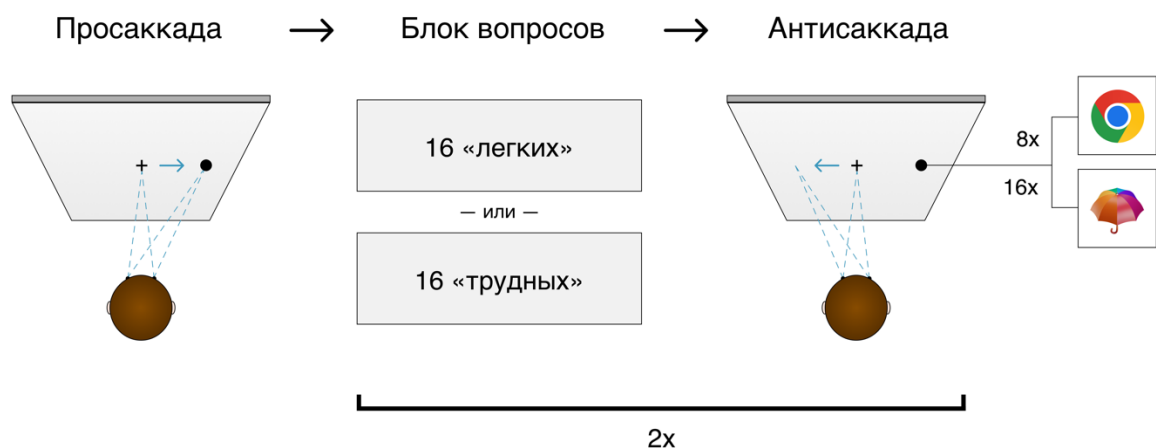 Просаккада → Блок вопросов → Антисаккада
16 «легких»
— или —
16 «трудных»
8x
16x
2x